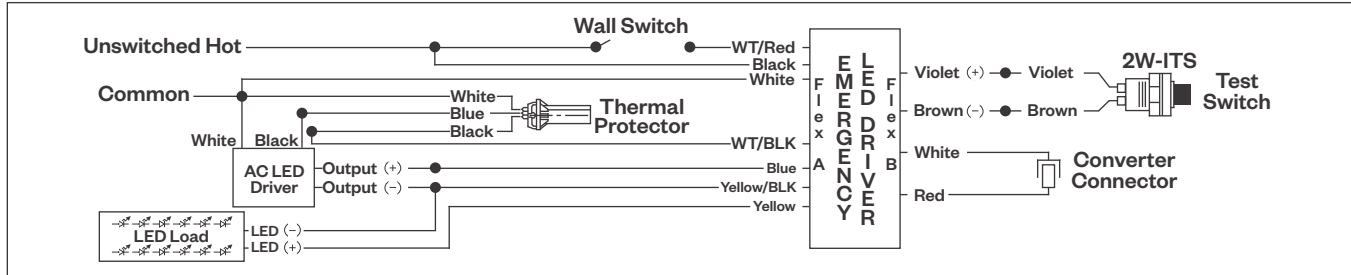 Unswitched Hot
Wall Switch
WT/Red
Black
White
Common
White
Blue
Black
Thermal
Protector
White
Black
WT/BLK
AC LED
Driver
Output (+)
Output (-)
Blue
Yellow/BLK
Yellow
LED Load
LED (-)
LED (+)
Flex A
EMERGENCY
LED DRIVER
Flex B
Violet (+)
Violet
Brown (-)
Brown
2W-ITS
Test
Switch
White
Red
Converter
Connector